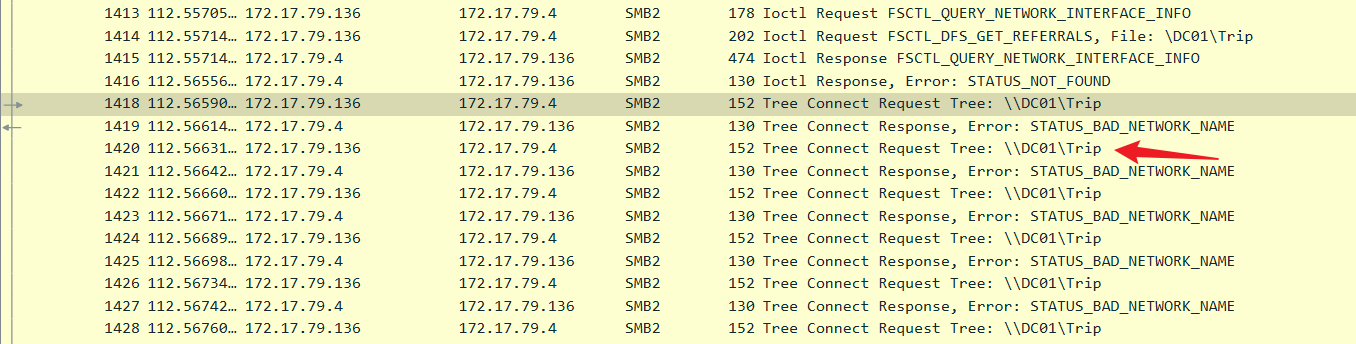 1413 112.55705… 172.17.79.136 172.17.79.4 SMB2 178 Ioctl Request FSCTL_QUERY_NETWORK_INTERFACE_INFO
1414 112.55714… 172.17.79.136 172.17.79.4 SMB2 202 Ioctl Request FSCTL_DFS_GET_REFERRALS, File: \DC01\Trip
1415 112.55714… 172.17.79.4 172.17.79.136 SMB2 474 Ioctl Response FSCTL_QUERY_NETWORK_INTERFACE_INFO
1416 112.56556… 172.17.79.4 172.17.79.136 SMB2 130 Ioctl Response, Error: STATUS_NOT_FOUND
1418 112.56590… 172.17.79.136 172.17.79.4 SMB2 152 Tree Connect Request Tree: \\DC01\Trip
1419 112.56614… 172.17.79.4 172.17.79.136 SMB2 130 Tree Connect Response, Error: STATUS_BAD_NETWORK_NAME
1420 112.56631… 172.17.79.136 172.17.79.4 SMB2 152 Tree Connect Request Tree: \\DC01\Trip
1421 112.56642… 172.17.79.4 172.17.79.136 SMB2 130 Tree Connect Response, Error: STATUS_BAD_NETWORK_NAME
1422 112.56660… 172.17.79.136 172.17.79.4 SMB2 152 Tree Connect Request Tree: \\DC01\Trip
1423 112.56671… 172.17.79.4 172.17.79.136 SMB2 130 Tree Connect Response, Error: STATUS_BAD_NETWORK_NAME
1424 112.56689… 172.17.79.136 172.17.79.4 SMB2 152 Tree Connect Request Tree: \\DC01\Trip
1425 112.56698… 172.17.79.4 172.17.79.136 SMB2 130 Tree Connect Response, Error: STATUS_BAD_NETWORK_NAME
1426 112.56734… 172.17.79.136 172.17.79.4 SMB2 152 Tree Connect Request Tree: \\DC01\Trip
1427 112.56742… 172.17.79.4 172.17.79.136 SMB2 130 Tree Connect Response, Error: STATUS_BAD_NETWORK_NAME
1428 112.56760… 172.17.79.136 172.17.79.4 SMB2 152 Tree Connect Request Tree: \\DC01\Trip